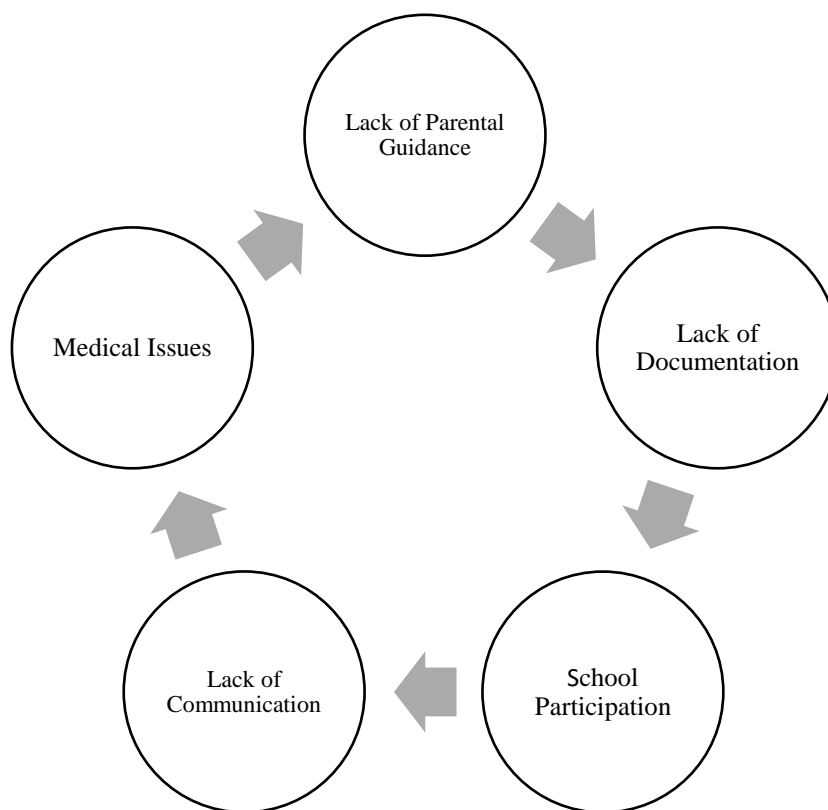 Lack of Parental
Guidance
Lack of
Documentation
School
Participation
Lack of
Communication
Medical Issues